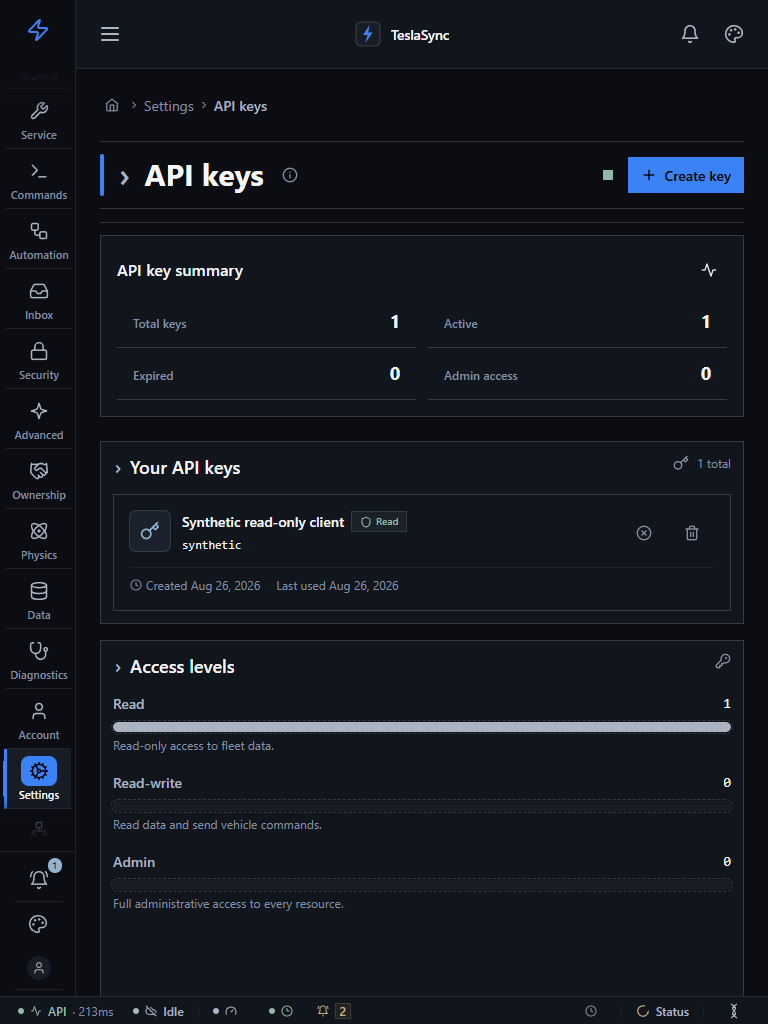 TeslaSync
Reports
Service
Commands
Automation
Inbox
Security
Advanced
Ownership
Physics
Data
Diagnostics
Account
Settings
1
Settings › API keys
› API keys
+ Create key
API key summary
Total keys 1
Active 1
Expired 0
Admin access 0
› Your API keys
1 total
Synthetic read-only client Read
synthetic
Created Aug 26, 2026 Last used Aug 26, 2026
› Access levels
Read 1
Read-only access to fleet data.
Read-write 0
Read data and send vehicle commands.
Admin 0
Full administrative access to every resource.
API · 213ms Idle 2 Status